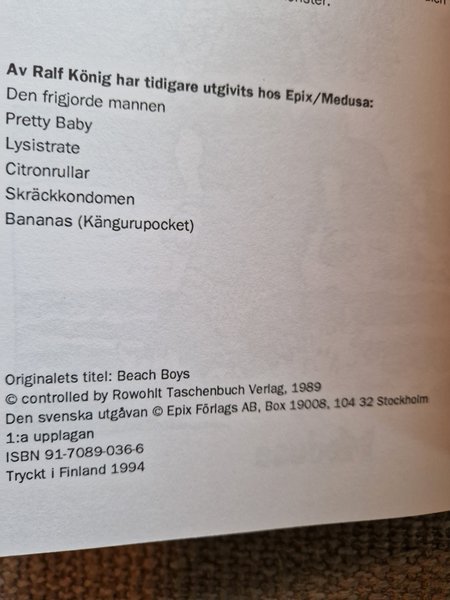 Av Ralf König har tidigare utgivits hos Epix/Medusa:
Den frigjorde mannen
Pretty Baby
Lysistrate
Citronrullar
Skräckkondomen
Bananas (Kängurupocket)
Originalets titel: Beach Boys
© controlled by Rowohlt Taschenbuch Verlag, 1989
Den svenska utgåvan © Epix Förlags AB, Box 19008, 104 32 Stockholm
1:a upplagan
ISBN 91-7089-036-6
Tryckt i Finland 1994